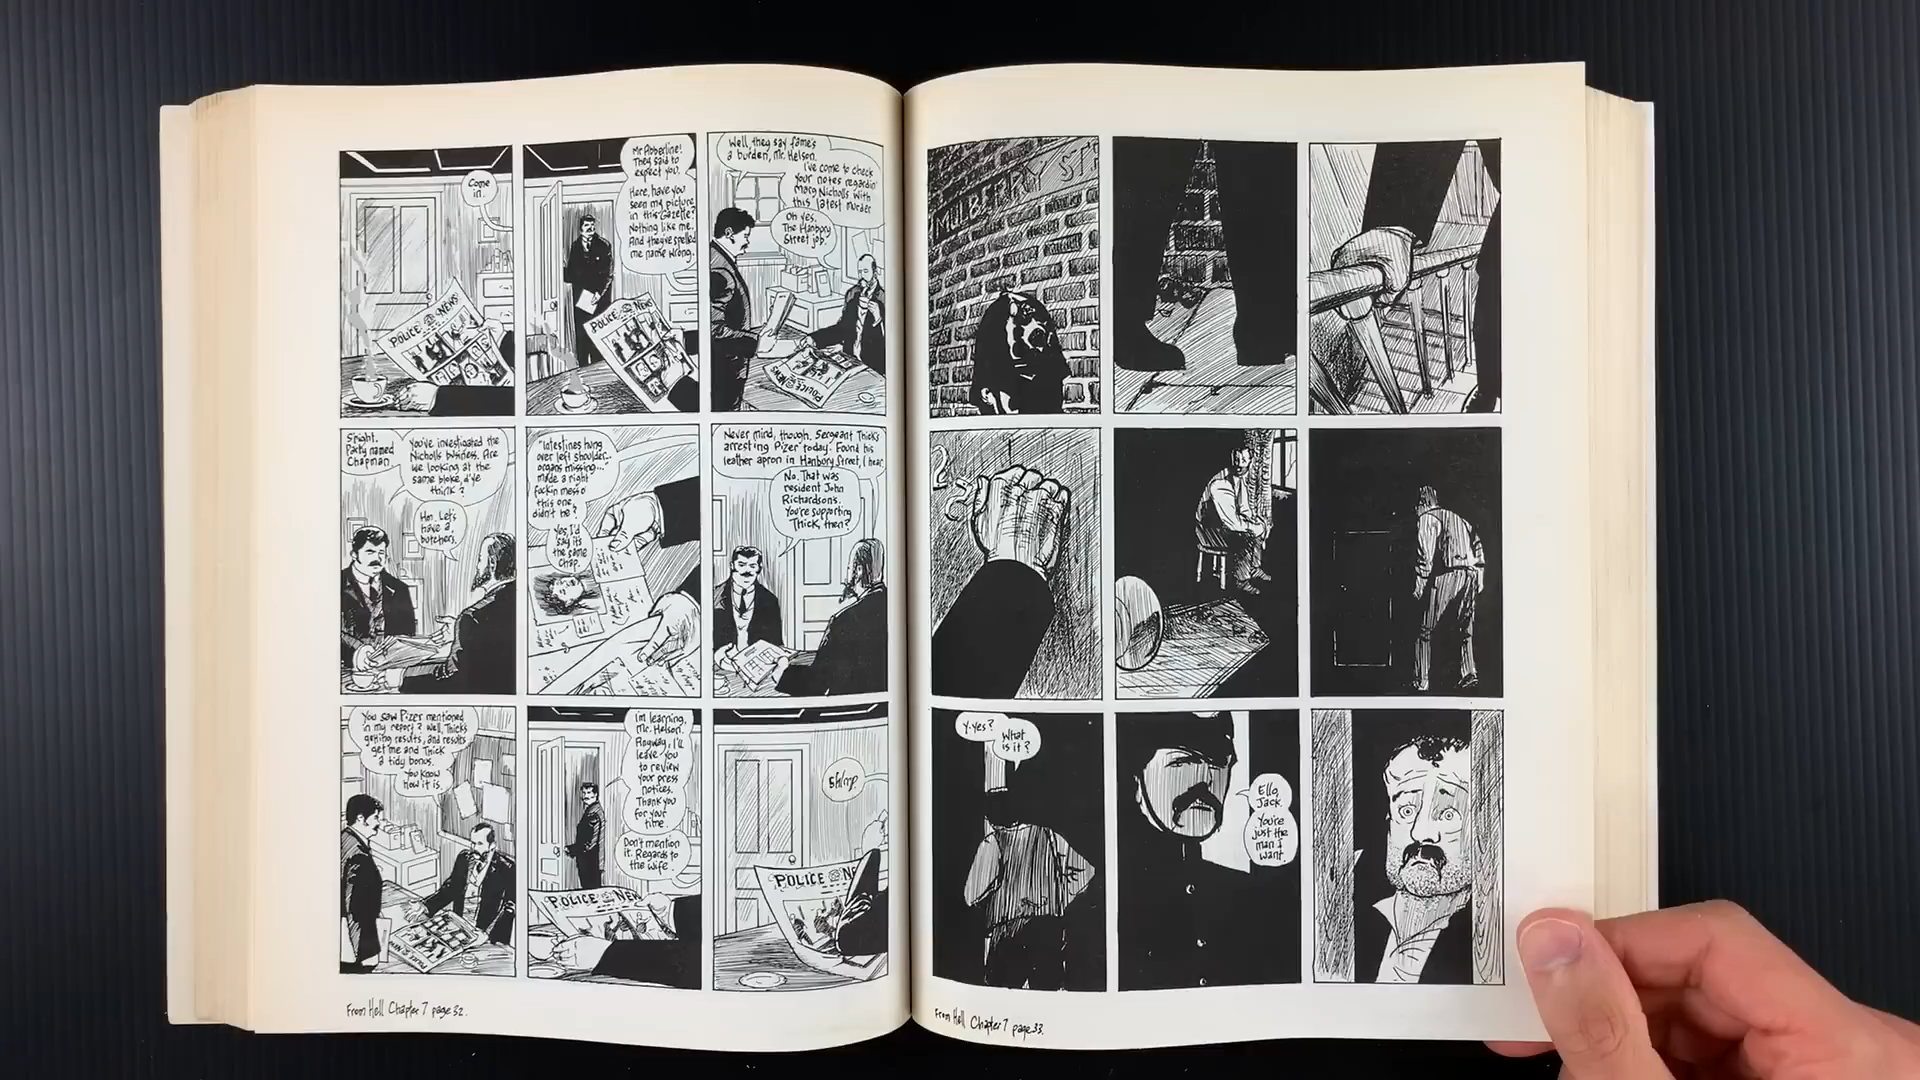 Come
in.
POLICE NEWS
Mr Abberline!
They said to
expect you.
Here, have you
seen my picture
in this Gazette?
Nothing like me.
And they've spelled
me name wrong.
POLICE NEWS
Well, they say fame's
a burden, Mr. Helson.
I've come to check
your notes regardin'
Mary Nicholls with
this latest murder
Oh yes.
The Hanbury
Street job.
POLICE NEWS
S'right.
Party named
Chapman.
You've investigated the
Nicholls business. Are
we looking at the
same bloke, d'ye
think?
Hm. Let's
have a
butchers.
"Intestines hung
over left shoulder...
organs missing..."
made a right
fuckin mess o'
this one,
didn't he?
Yes, I'd
say it's
the same
chap.
Never mind, though. Sergeant Thick's
arresting Pizer today. Found his
leather apron in Hanbury Street, I hear.
No. That was
resident John
Richardson's.
You're supporting
Thick, then?
You saw Pizer mentioned
in my report? Well, Thick's
getting results, and results
get me and Thick
a tidy bonus.
You know
how it is.
I'm learning,
Mr. Helson.
Anyway, I'll
leave you
to review
your press
notices.
Thank you
for your
time.
Don't mention
it. Regards to
the wife.
POLICE NEWS
Shlrrp.
POLICE NE
From Hell Chapter 7 page 32.
MULBERRY ST
22
Y-yes?
What
is it?
'Ello,
Jack.
You're
just the
man I
want.
From Hell Chapter 7 page 33.